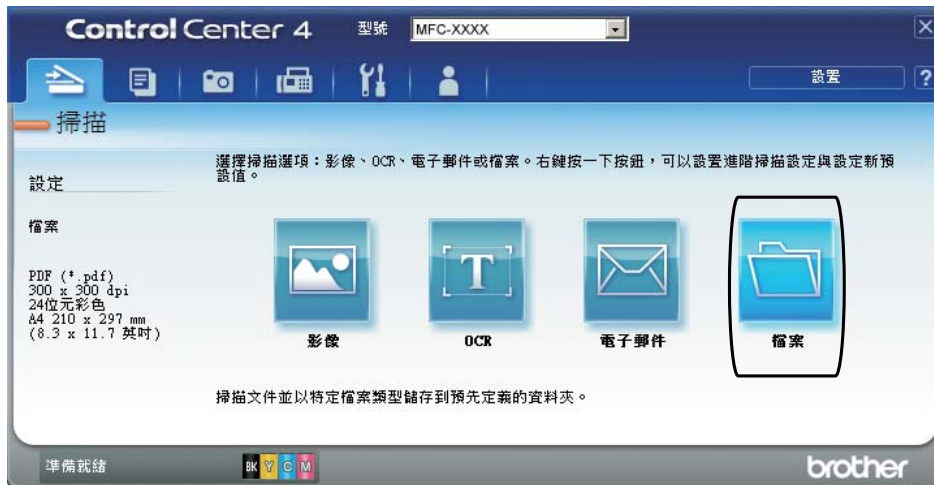 Control Center 4 型號 MFC-XXXX X
設置 ?
掃描
選擇掃描選項：影像、OCR、電子郵件或檔案。右鍵按一下按鈕，可以設置進階掃描設定與設定新預
設值。
設定
檔案
PDF (*.pdf)
300 x 300 dpi
24位元彩色
A4 210 x 297 mm
(8.3 x 11.7 英吋)
T
影像 OCR 電子郵件 檔案
掃描文件並以特定檔案類型儲存到預先定義的資料夾。
準備就緒 BK Y C M brother